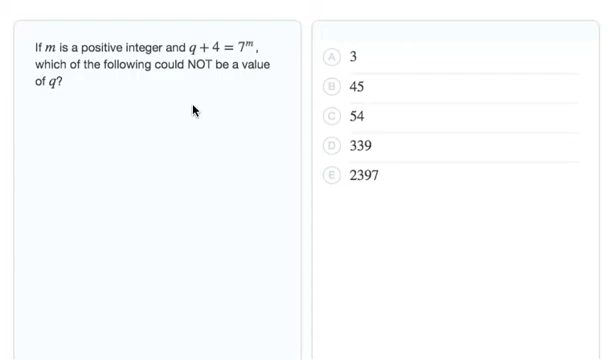 If m is a positive integer and q + 4 = 7^m,
which of the following could NOT be a value
of q?
A 3
B 45
C 54
D 339
E 2397